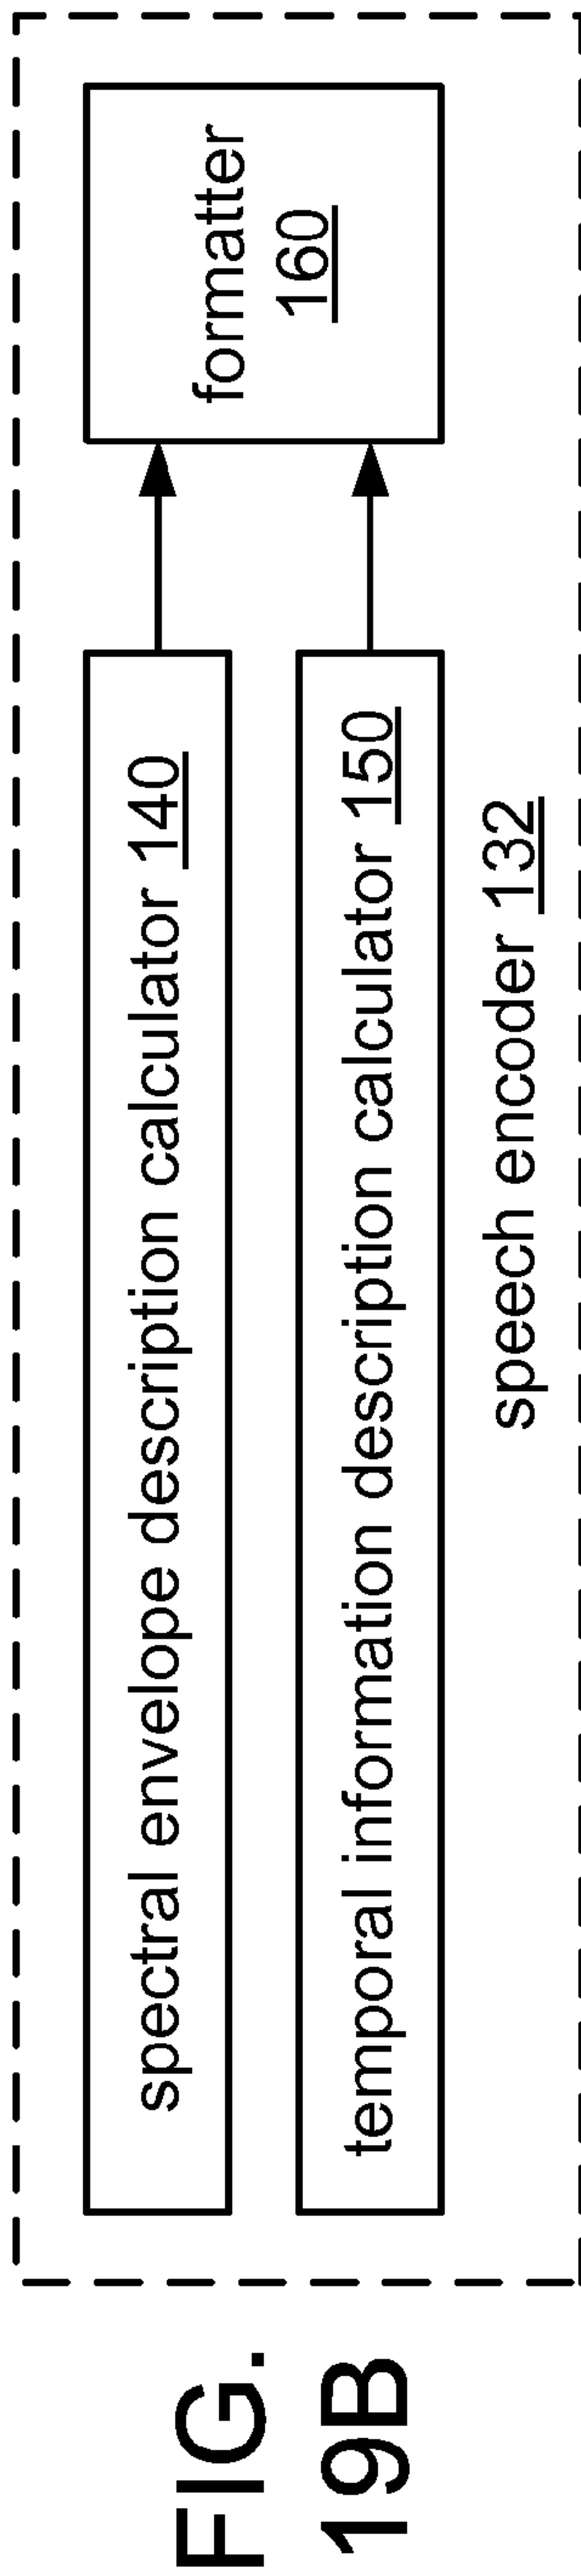 FIG.
19B
spectral envelope description calculator 140
temporal information description calculator 150
formatter
160
speech encoder 132